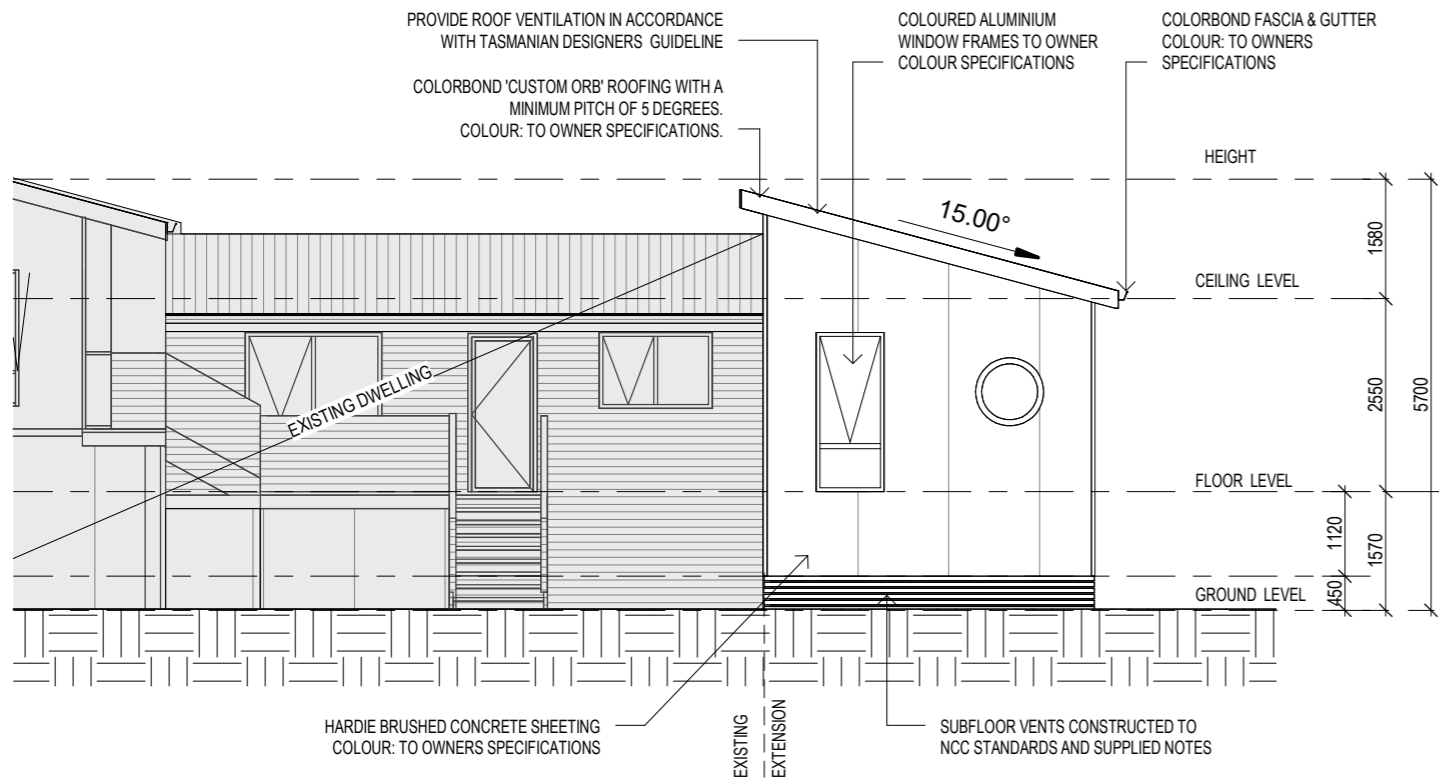 PROVIDE ROOF VENTILATION IN ACCORDANCE
WITH TASMANIAN DESIGNERS GUIDELINE
COLOURED ALUMINIUM
WINDOW FRAMES TO OWNER
COLOUR SPECIFICATIONS
COLORBOND FASCIA & GUTTER
COLOUR: TO OWNERS
SPECIFICATIONS
COLORBOND 'CUSTOM ORB' ROOFING WITH A
MINIMUM PITCH OF 5 DEGREES.
COLOUR: TO OWNER SPECIFICATIONS.
HEIGHT
15.00°
1580
CEILING LEVEL
EXISTING DWELLING
2550
5700
FLOOR LEVEL
1120
1570
450
GROUND LEVEL
HARDIE BRUSHED CONCRETE SHEETING
COLOUR: TO OWNERS SPECIFICATIONS
EXISTING
EXTENSION
SUBFLOOR VENTS CONSTRUCTED TO
NCC STANDARDS AND SUPPLIED NOTES